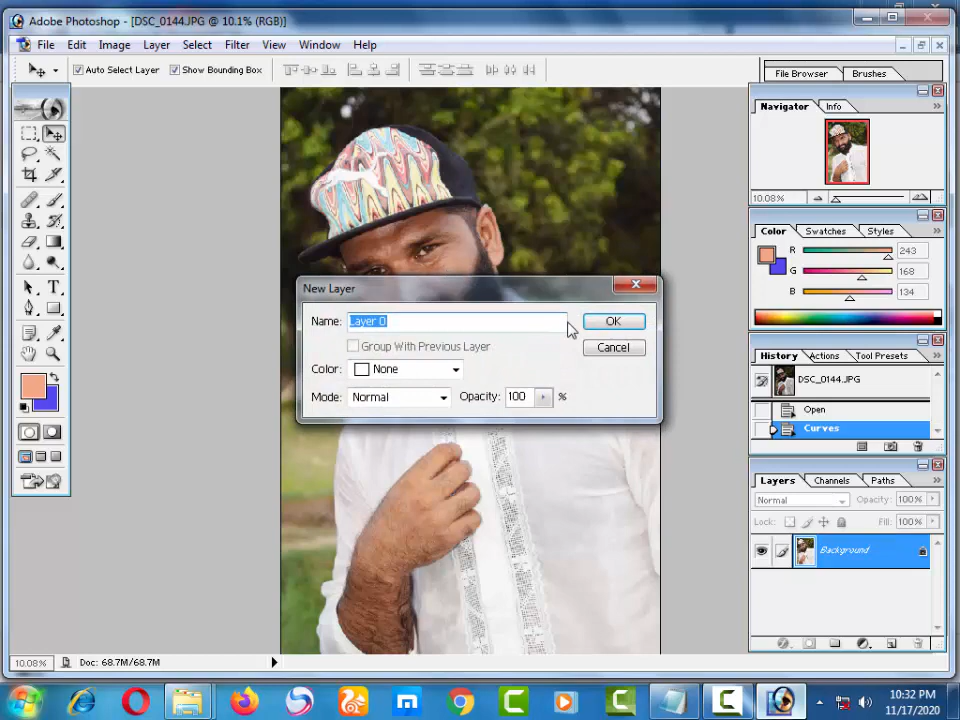 Adobe Photoshop - [DSC_0144.JPG @ 10.1% (RGB)]
File Edit Image Layer Select Filter View Window Help
Auto Select Layer Show Bounding Box
File Browser Brushes
Navigator Info
10.08%
Color Swatches Styles
R 243
G 168
B 134
New Layer
Name: Layer 0 OK
Group With Previous Layer Cancel
Color: None
Mode: Normal Opacity: 100 %
History Actions Tool Presets
DSC_0144.JPG
Open
Curves
Layers Channels Paths
Normal Opacity: 100%
Lock: Fill: 100%
Background
10.08% Doc: 68.7M/68.7M
10:32 PM
11/17/2020